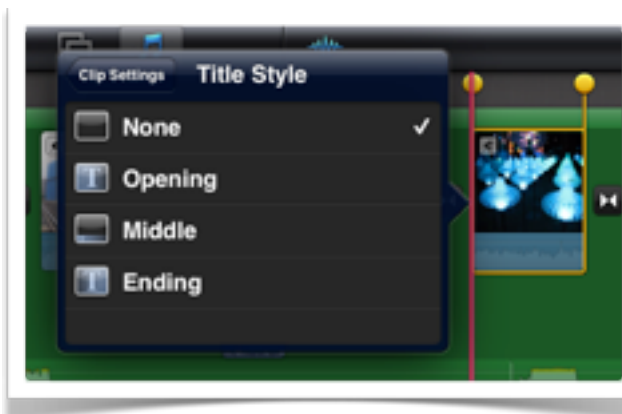 Clip Settings
Title Style
None
Opening
Middle
Ending